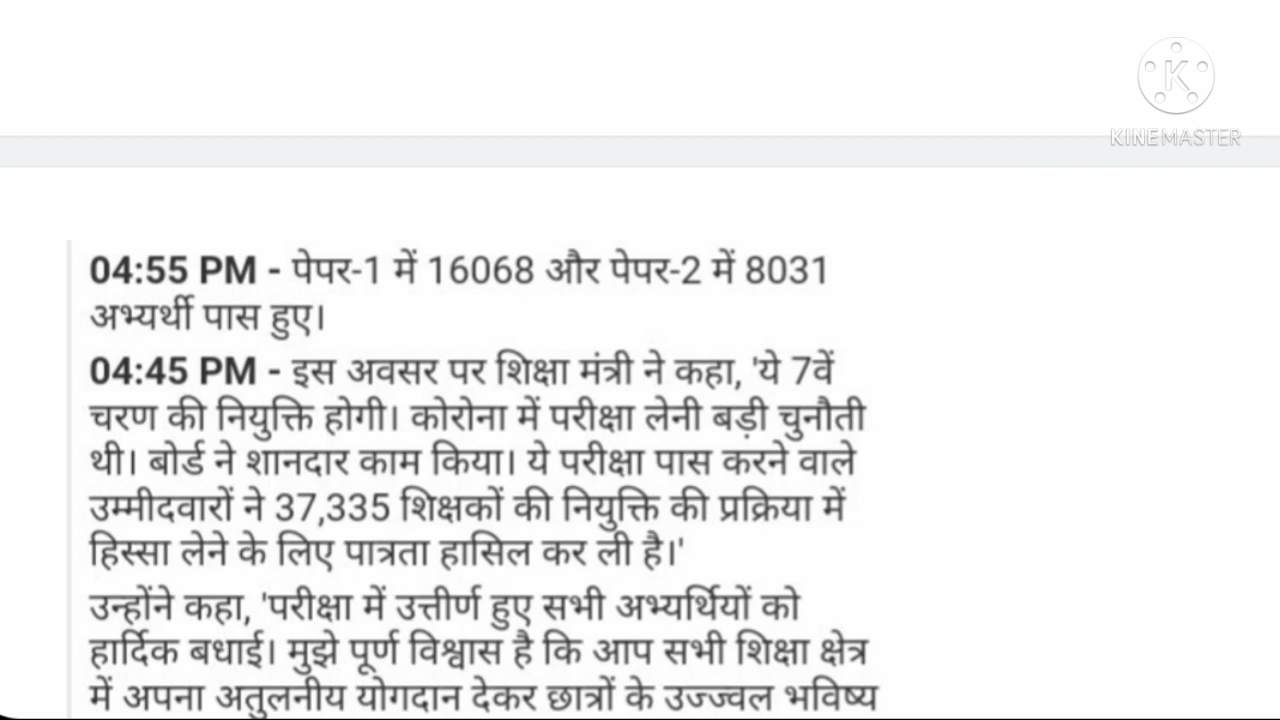 K
KINEMASTER
04:55 PM - पेपर-1 में 16068 और पेपर-2 में 8031
अभ्यर्थी पास हुए।
04:45 PM - इस अवसर पर शिक्षा मंत्री ने कहा, 'ये 7वें
चरण की नियुक्ति होगी। कोरोना में परीक्षा लेनी बड़ी चुनौती
थी। बोर्ड ने शानदार काम किया। ये परीक्षा पास करने वाले
उम्मीदवारों ने 37,335 शिक्षकों की नियुक्ति की प्रक्रिया में
हिस्सा लेने के लिए पात्रता हासिल कर ली है।'
उन्होंने कहा, 'परीक्षा में उत्तीर्ण हुए सभी अभ्यर्थियों को
हार्दिक बधाई। मुझे पूर्ण विश्वास है कि आप सभी शिक्षा क्षेत्र
में अपना अतुलनीय योगदान देकर छात्रों के उज्ज्वल भविष्य